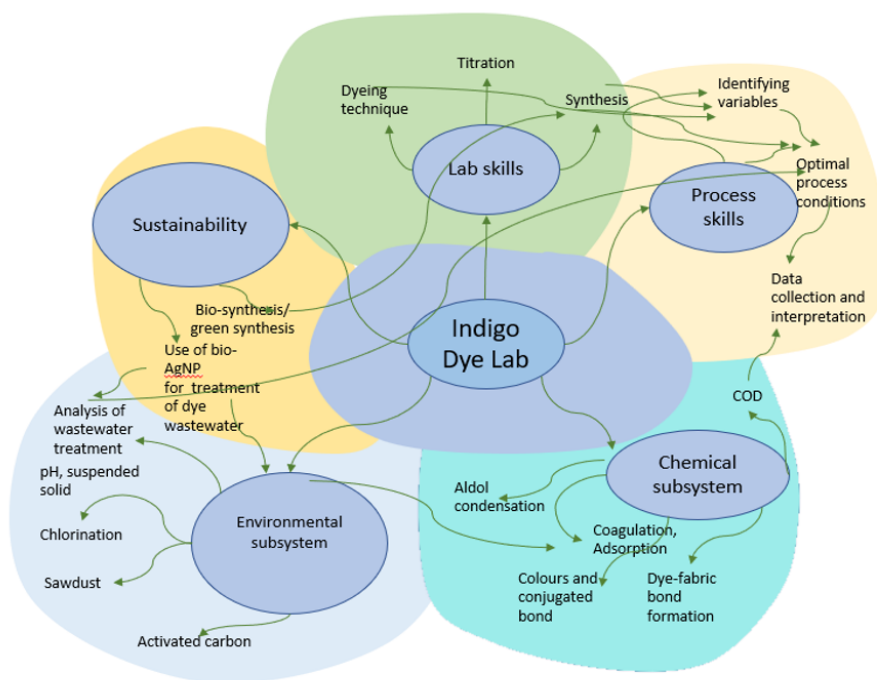 Titration
Dyeing
technique
Synthesis
Identifying
variables
Lab skills
Optimal
process
conditions
Process
skills
Sustainability
Data
collection and
interpretation
Bio-synthesis/
green synthesis
Indigo
Dye Lab
Use of bio-
AgNP
for treatment
of dye
wastewater
COD
Analysis of
wastewater
treatment
pH, suspended
solid
Chemical
subsystem
Aldol
condensation
Environmental
subsystem
Chlorination
Coagulation,
Adsorption
Sawdust
Colours and
conjugated
bond
Dye-fabric
bond
formation
Activated carbon